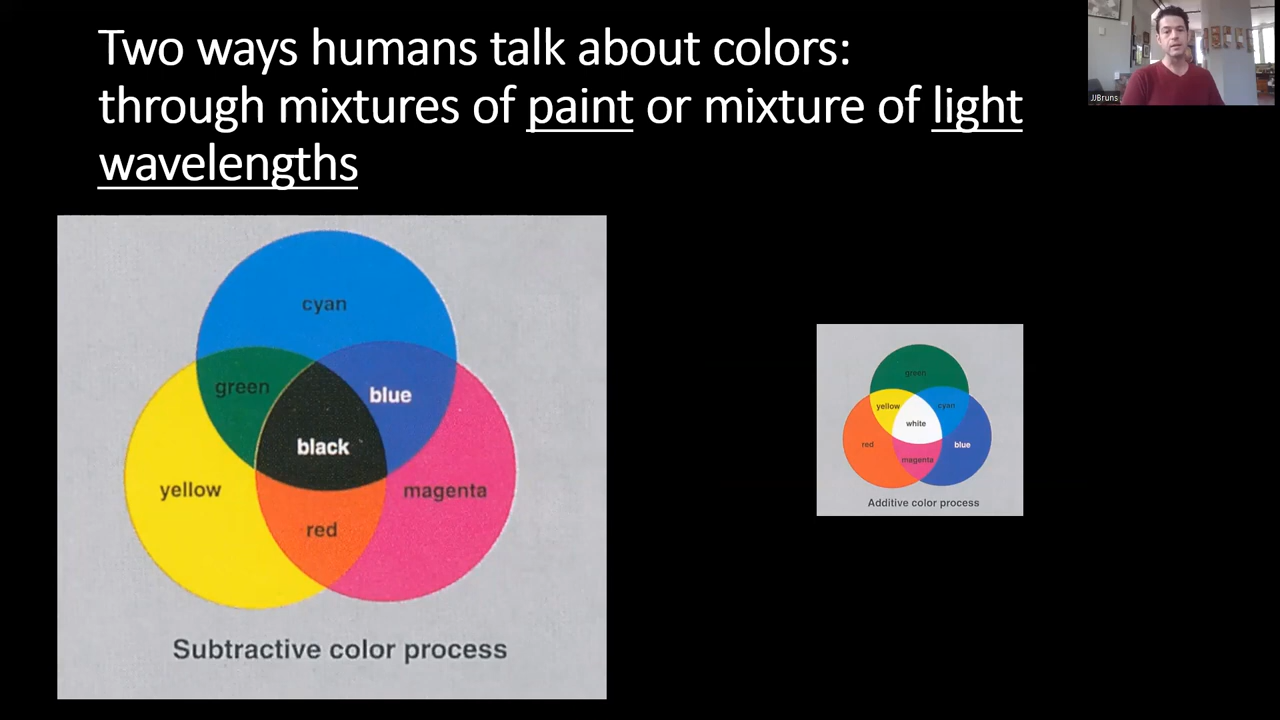 Two ways humans talk about colors:
through mixtures of paint or mixture of light
wavelengths
JJBruns
cyan
green
blue
black
yellow
magenta
red
Subtractive color process
green
yellow
cyan
white
red
blue
magenta
Additive color process